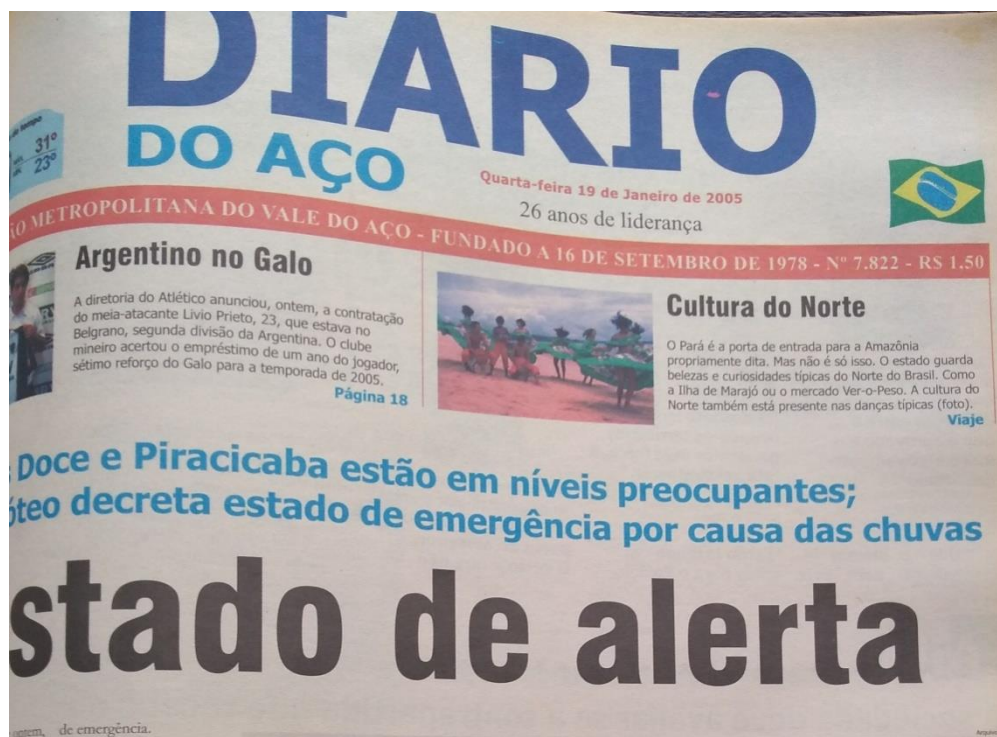 DIARIO
DO AÇO
31º
23º
Quarta-feira 19 de Janeiro de 2005
26 anos de liderança
METROPOLITANA DO VALE DO AÇO - FUNDADO A 16 DE SETEMBRO DE 1978 - Nº 7.822 - R$ 1.50
Argentino no Galo
A diretoria do Atlético anunciou, ontem, a contratação
do meia-atacante Livio Prieto, 23, que estava no
Belgrano, segunda divisão da Argentina. O clube
mineiro acertou o empréstimo de um ano do jogador,
sétimo reforço do Galo para a temporada de 2005.
Página 18
Cultura do Norte
O Pará é a porta de entrada para a Amazônia
propriamente dita. Mas não é só isso. O estado guarda
belezas e curiosidades típicas do Norte do Brasil. Como
a Ilha de Marajó ou o mercado Ver-o-Peso. A cultura do
Norte também está presente nas danças típicas (foto).
Viaje
Doce e Piracicaba estão em níveis preocupantes;
óteo decreta estado de emergência por causa das chuvas
stado de alerta
ontem, de emergência.
Arquivo